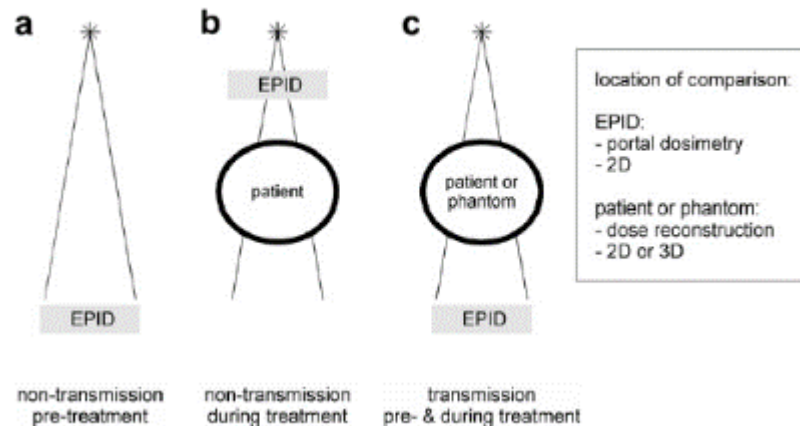 a
EPID
non-transmission
pre-treatment
b
EPID
patient
non-transmission
during treatment
c
patient or
phantom
EPID
transmission
pre- & during treatment
location of comparison:
EPID:
- portal dosimetry
- 2D
patient or phantom:
- dose reconstruction
- 2D or 3D